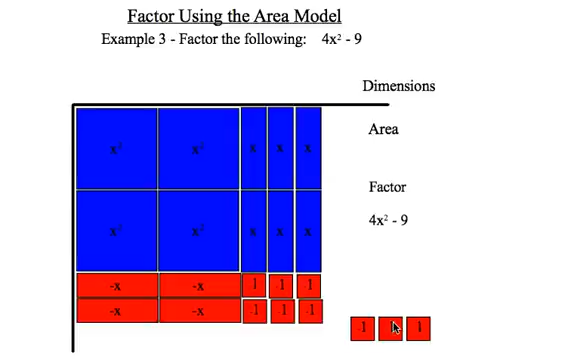 Factor Using the Area Model
Example 3 - Factor the following: 4x² - 9
Dimensions
Area
Factor
4x² - 9
x² x² x x x
x² x² x x x
-x -x -1 -1 -1
-x -x -1 -1 -1
-1 -1